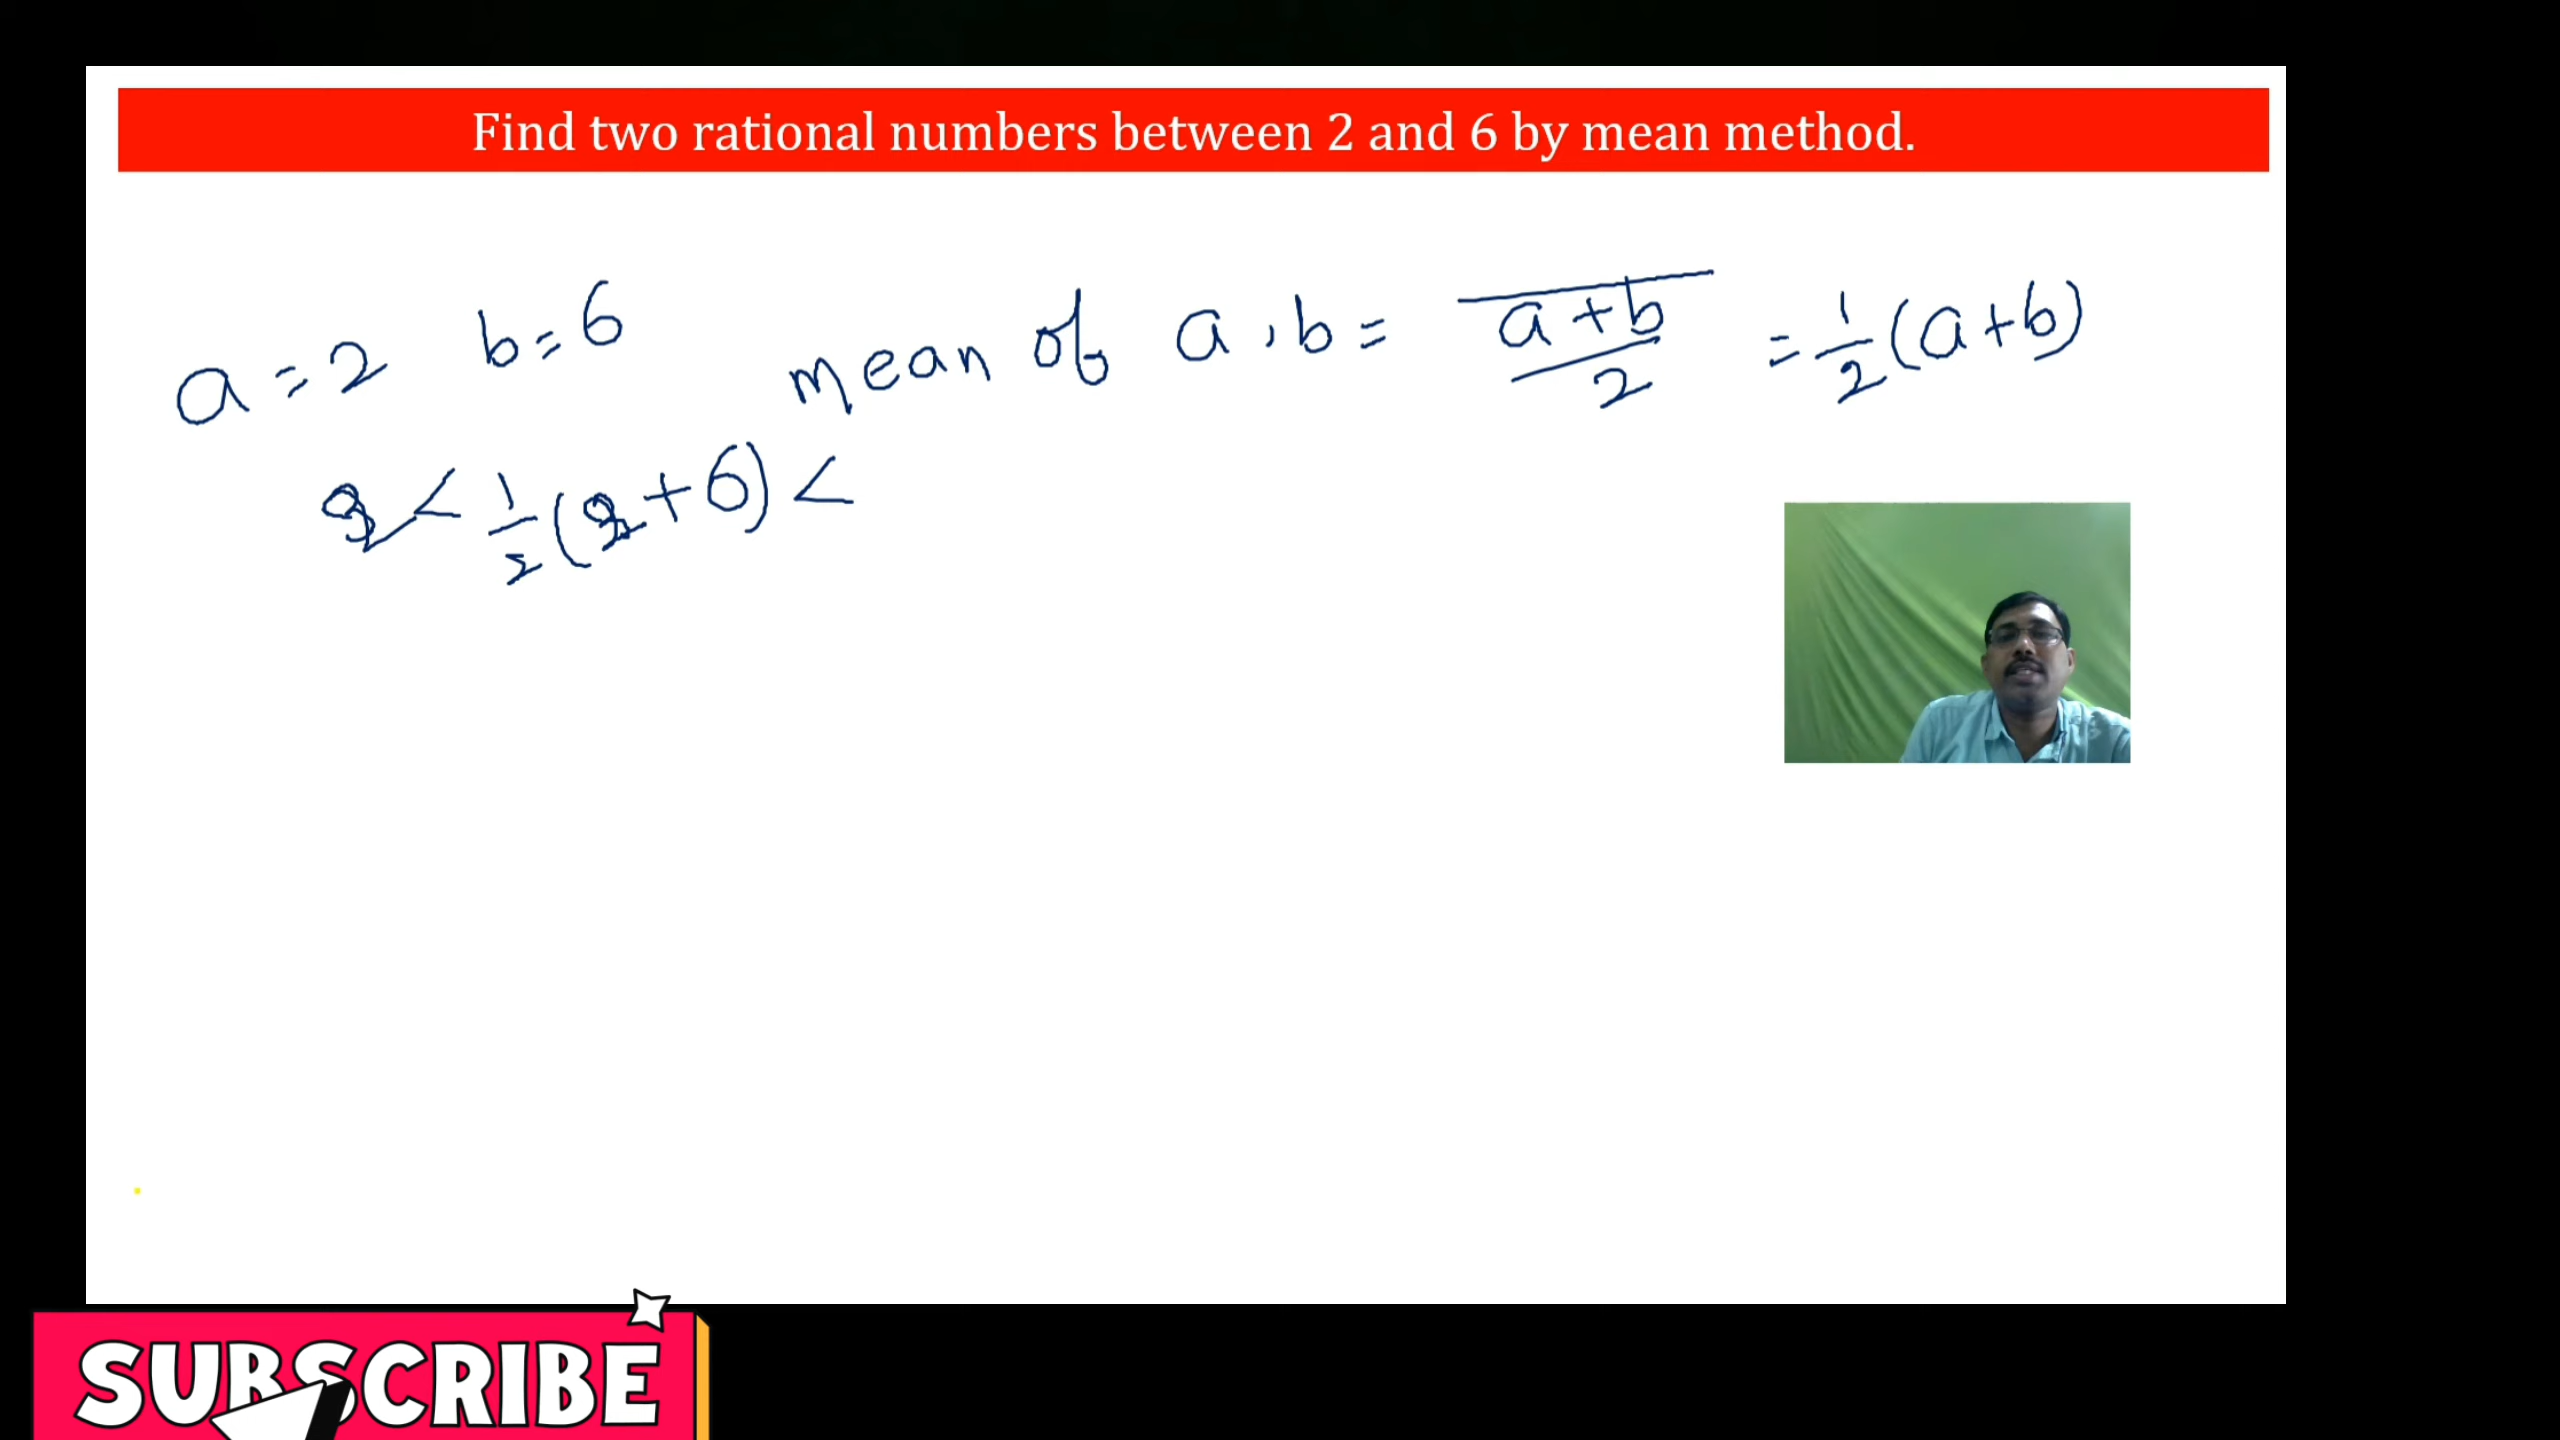 Find two rational numbers between 2 and 6 by mean method.
a = 2 b = 6 mean of a, b = a+b/2 = 1/2(a+b)
2 < 1/2(2+6) <
SUBSCRIBE